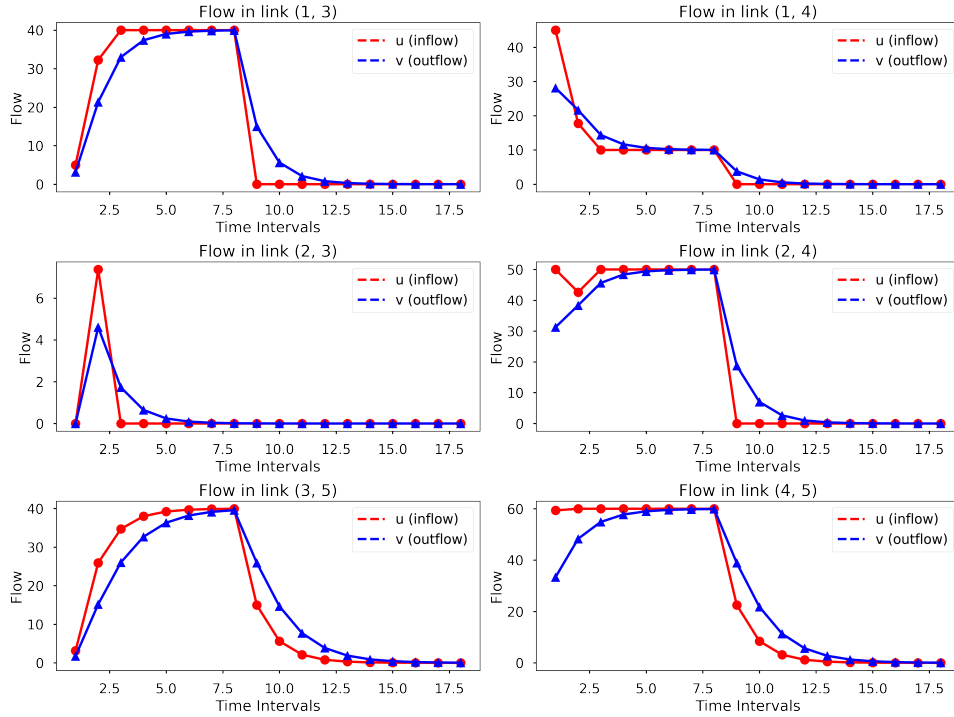 Flow in link (1, 3)
Flow
40
30
20
10
0
u (inflow)
v (outflow)
2.5 5.0 7.5 10.0 12.5 15.0 17.5
Time Intervals
Flow in link (1, 4)
Flow
40
30
20
10
0
u (inflow)
v (outflow)
2.5 5.0 7.5 10.0 12.5 15.0 17.5
Time Intervals
Flow in link (2, 3)
Flow
6
4
2
0
u (inflow)
v (outflow)
2.5 5.0 7.5 10.0 12.5 15.0 17.5
Time Intervals
Flow in link (2, 4)
Flow
50
40
30
20
10
0
u (inflow)
v (outflow)
2.5 5.0 7.5 10.0 12.5 15.0 17.5
Time Intervals
Flow in link (3, 5)
Flow
40
30
20
10
0
u (inflow)
v (outflow)
2.5 5.0 7.5 10.0 12.5 15.0 17.5
Time Intervals
Flow in link (4, 5)
Flow
60
40
20
0
u (inflow)
v (outflow)
2.5 5.0 7.5 10.0 12.5 15.0 17.5
Time Intervals